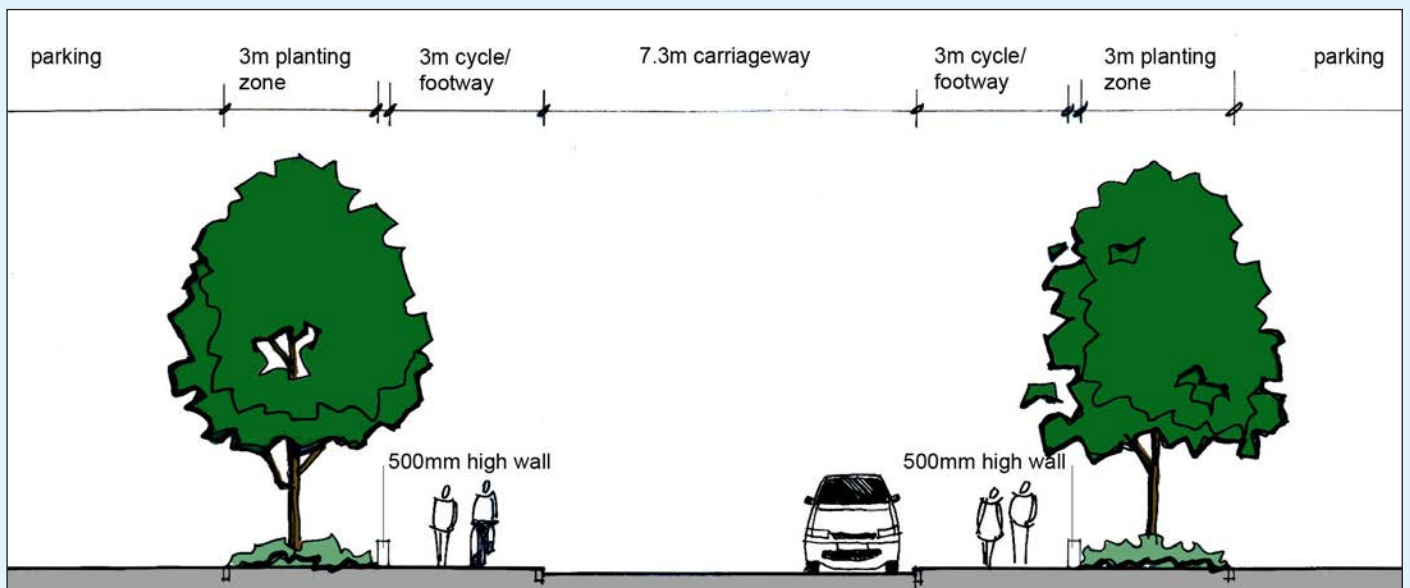 parking
3m planting
zone
3m cycle/
footway
7.3m carriageway
3m cycle/
footway
3m planting
zone
parking
500mm high wall
500mm high wall